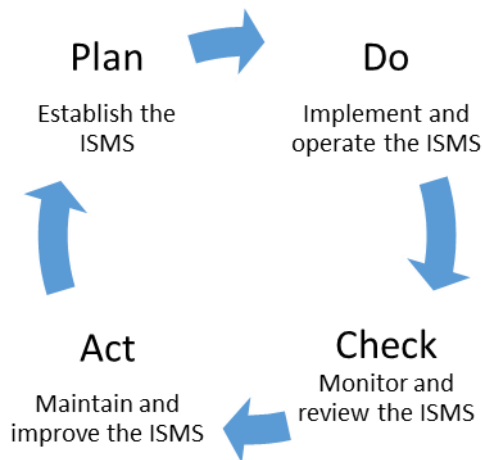 Plan
Establish the
ISMS
Do
Implement and
operate the ISMS
Check
Monitor and
review the ISMS
Act
Maintain and
improve the ISMS